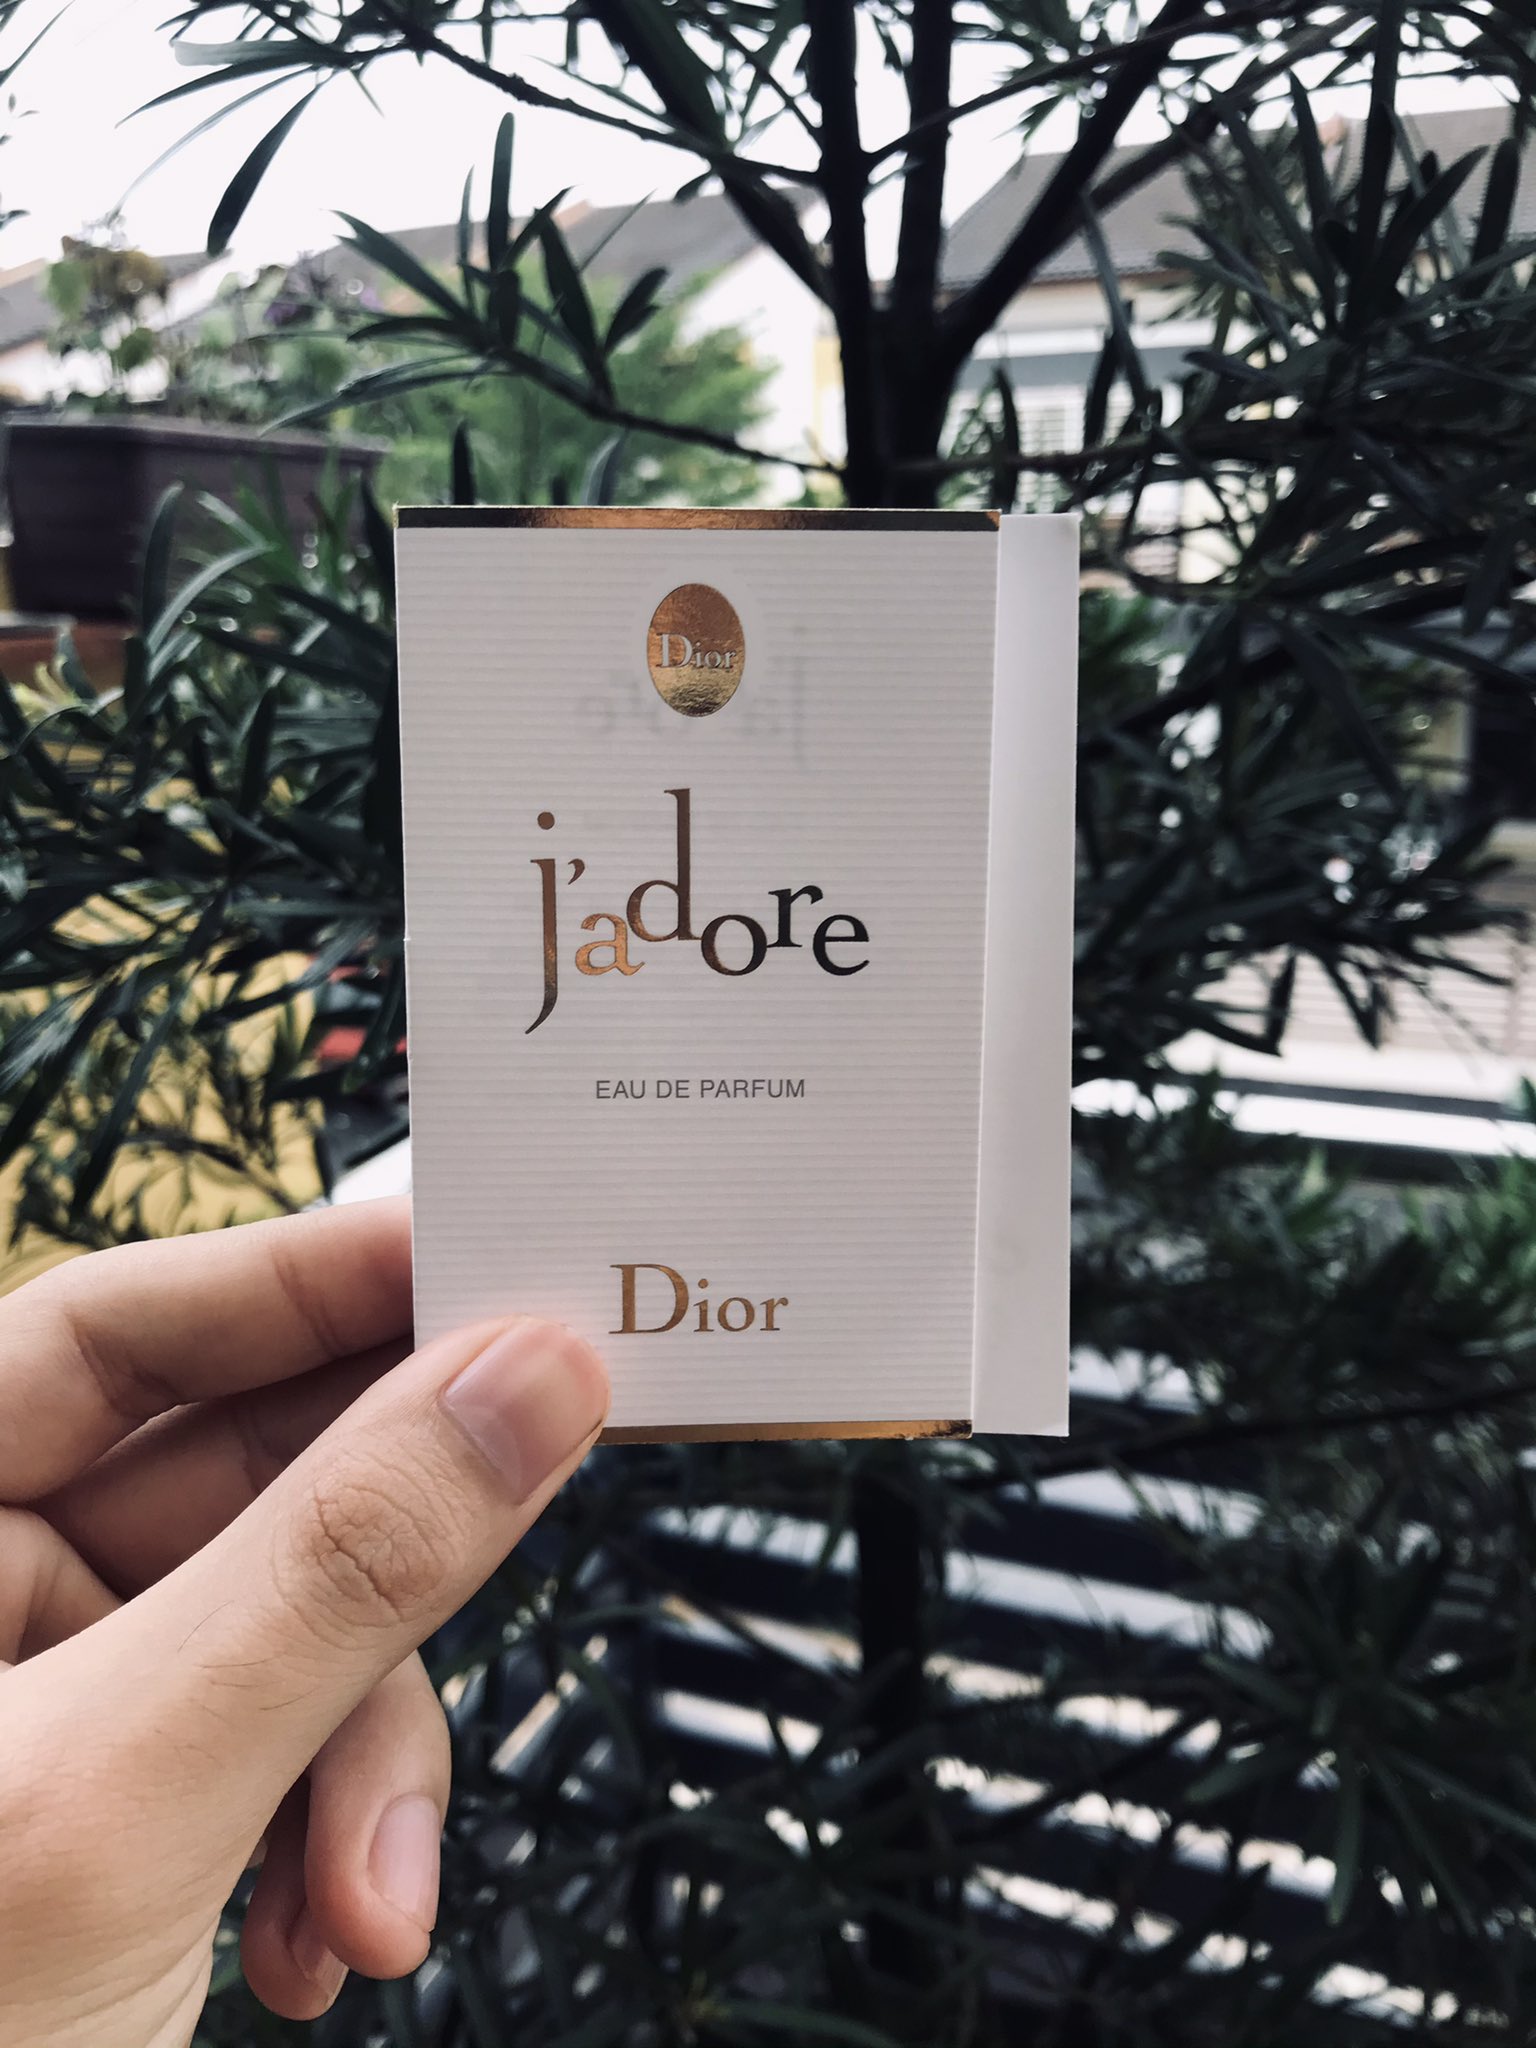 Dior
j'adore
EAU DE PARFUM
Dior